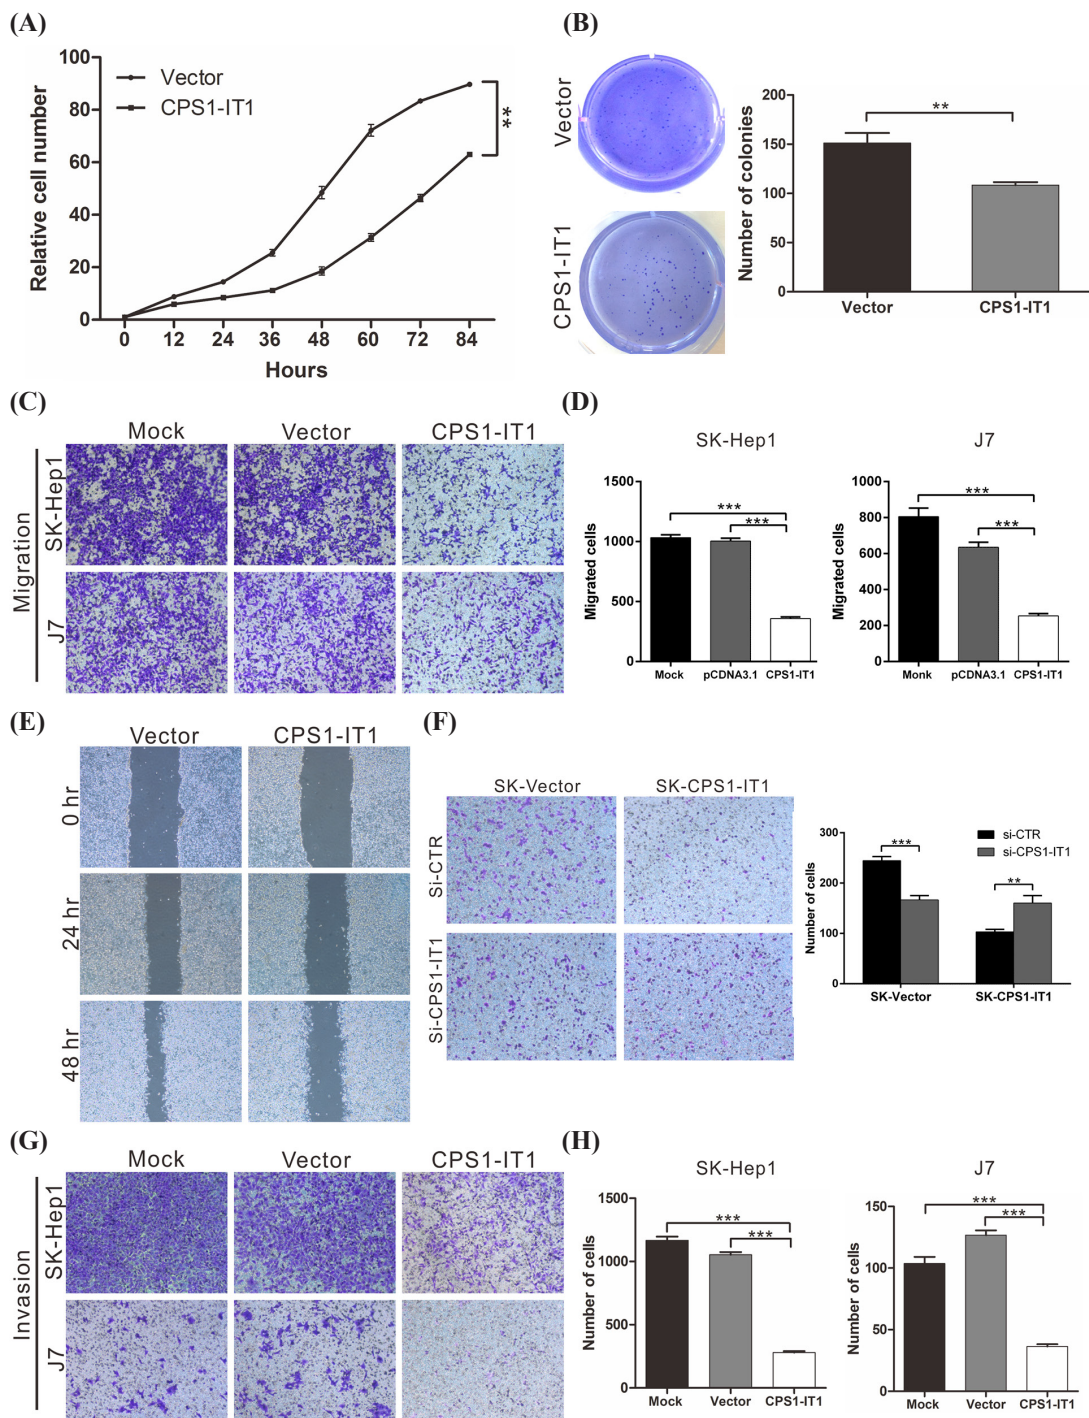 (A)
100
80
60
40
20
0
Relative cell number
Vector
CPS1-IT1
**
0 12 24 36 48 60 72 84
Hours
(B)
Vector
CPS1-IT1
200
150
100
50
0
Number of colonies
**
Vector CPS1-IT1
(C)
Mock Vector CPS1-IT1
Migration
SK-Hep1
J7
(D)
SK-Hep1
1500
1000
500
0
Migrated cells
***
***
Mock pCDNA3.1 CPS1-IT1
J7
1000
800
600
400
200
0
Migrated cells
***
***
Monk pCDNA3.1 CPS1-IT1
(E)
Vector CPS1-IT1
0 hr
24 hr
48 hr
(F)
SK-Vector SK-CPS1-IT1
Si-CTR
Si-CPS1-IT1
300
200
100
0
Number of cells
si-CTR
si-CPS1-IT1
***
**
SK-Vector SK-CPS1-IT1
(G)
Mock Vector CPS1-IT1
Invasion
SK-Hep1
J7
(H)
SK-Hep1
1500
1000
500
0
Number of cells
***
***
Mock Vector CPS1-IT1
J7
150
100
50
0
Number of cells
***
***
Mock Vector CPS1-IT1